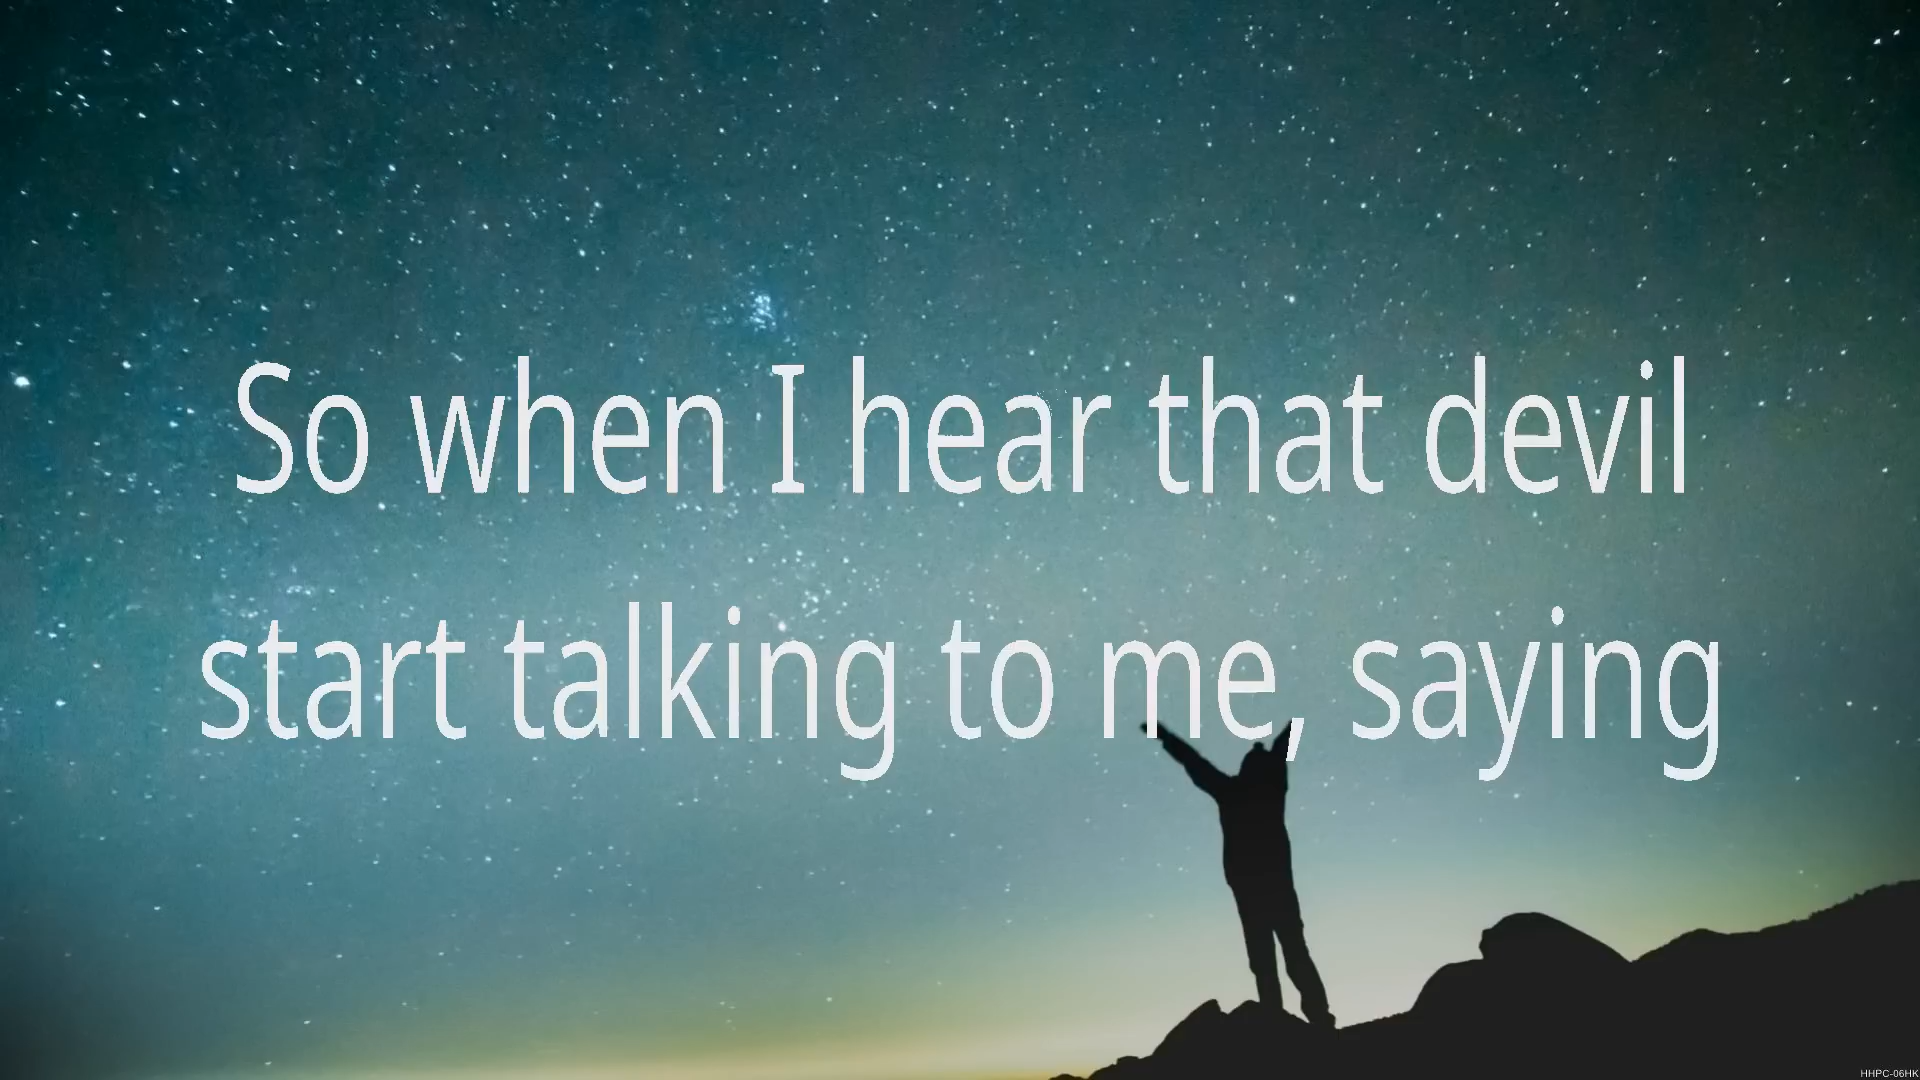 So when I hear that devil
start talking to me, saying
HHPC-06HK